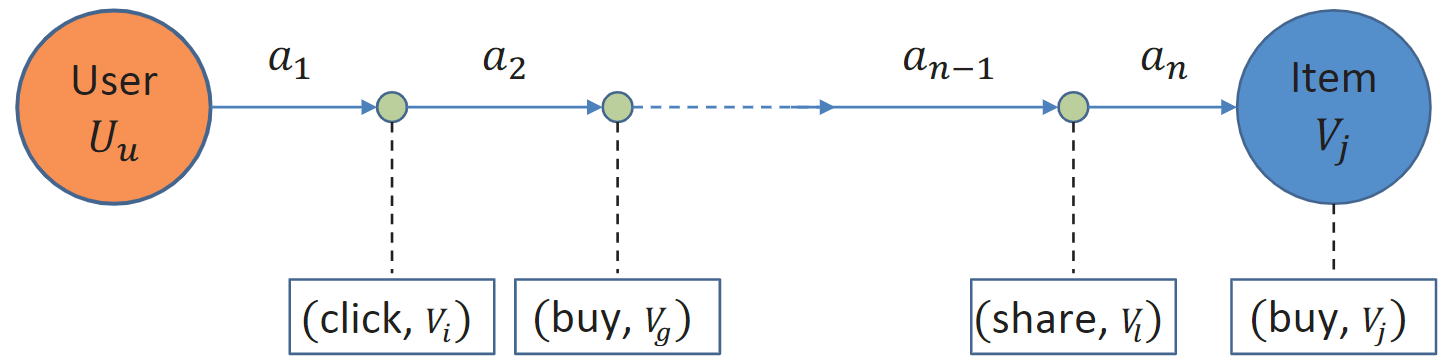 User
U_u
a_1
a_2
a_{n-1}
a_n
Item
V_j
(click, V_i)
(buy, V_g)
(share, V_l)
(buy, V_j)